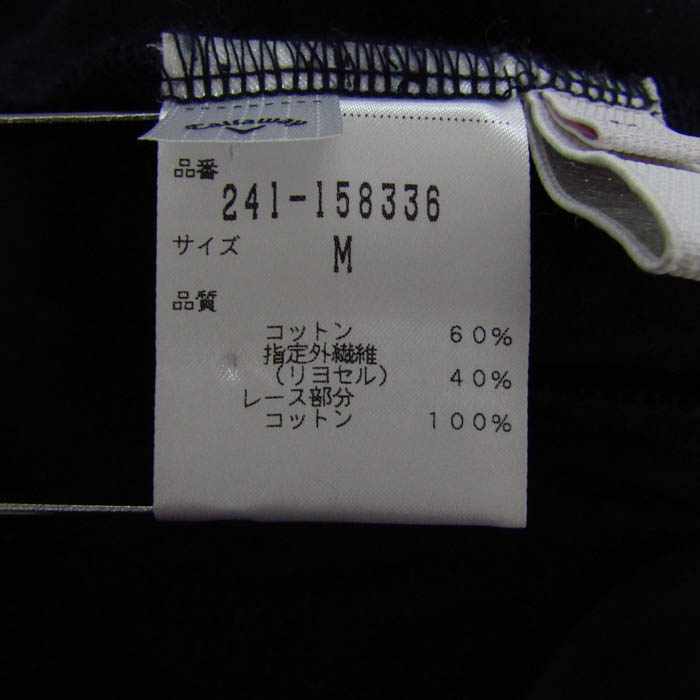 Callaway
品番
241-158336
サイズ
M
品質
コットン 60%
指定外繊維
(リヨセル) 40%
レース部分
コットン 100%